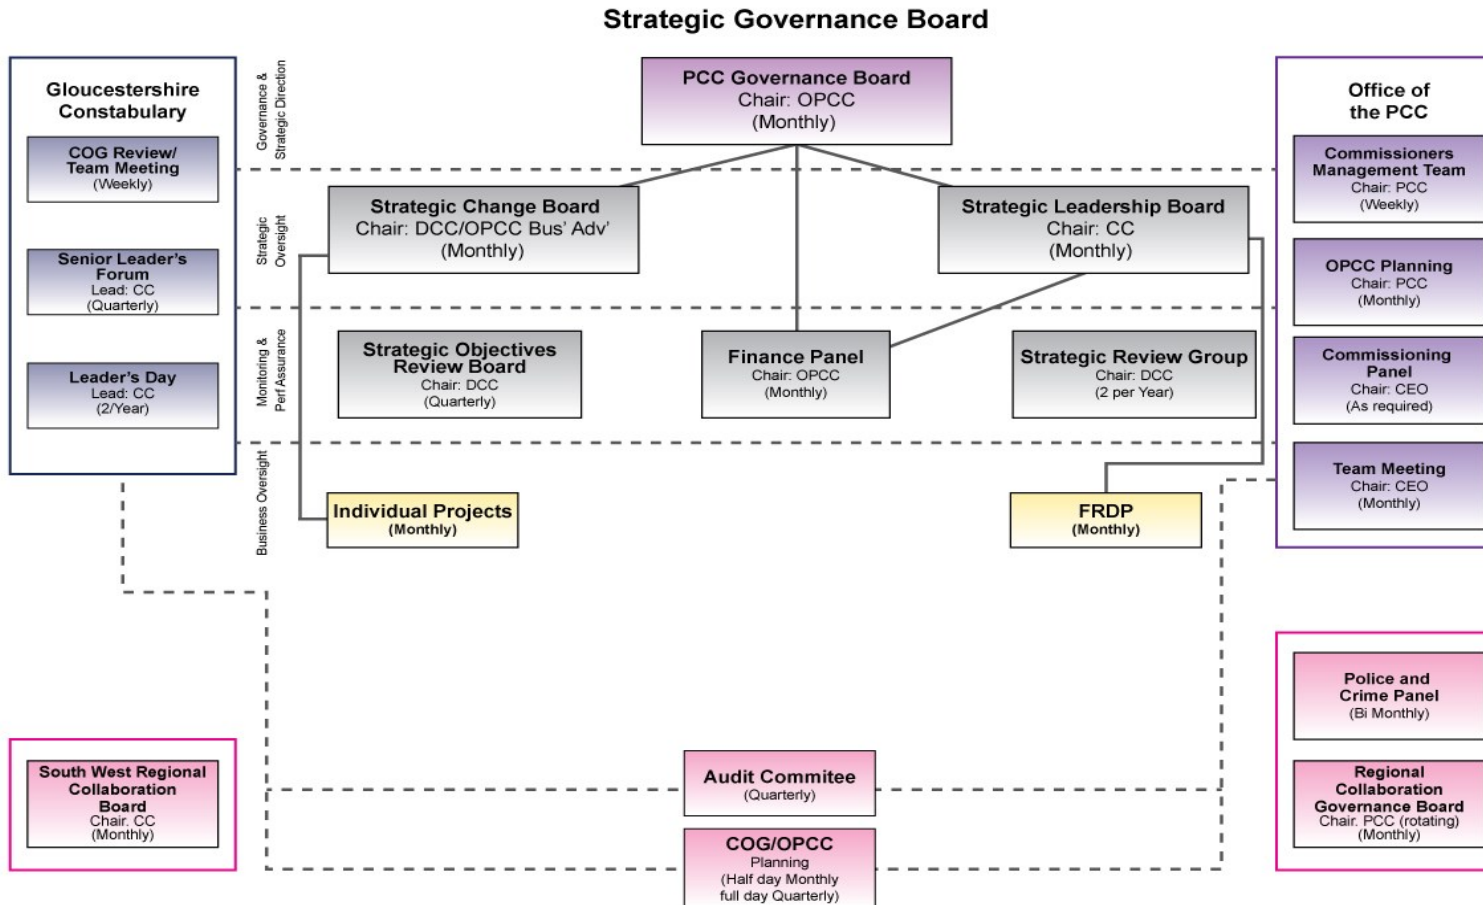 Strategic Governance Board
Gloucestershire
Constabulary
COG Review/
Team Meeting
(Weekly)
Senior Leader's
Forum
Lead: CC
(Quarterly)
Leader's Day
Lead: CC
(2/Year)
Governance &
Strategic Direction
Strategic
Oversight
Monitoring &
Perf Assurance
Business Oversight
PCC Governance Board
Chair: OPCC
(Monthly)
Strategic Change Board
Chair: DCC/OPCC Bus' Adv'
(Monthly)
Strategic Leadership Board
Chair: CC
(Monthly)
Strategic Objectives
Review Board
Chair: DCC
(Quarterly)
Finance Panel
Chair: OPCC
(Monthly)
Strategic Review Group
Chair: DCC
(2 per Year)
Individual Projects
(Monthly)
FRDP
(Monthly)
Office of
the PCC
Commissioners
Management Team
Chair: PCC
(Weekly)
OPCC Planning
Chair: PCC
(Monthly)
Commissioning
Panel
Chair: CEO
(As required)
Team Meeting
Chair: CEO
(Monthly)
South West Regional
Collaboration
Board
Chair. CC
(Monthly)
Audit Commitee
(Quarterly)
COG/OPCC
Planning
(Half day Monthly
full day Quarterly)
Police and
Crime Panel
(Bi Monthly)
Regional
Collaboration
Governance Board
Chair. PCC (rotating)
(Monthly)